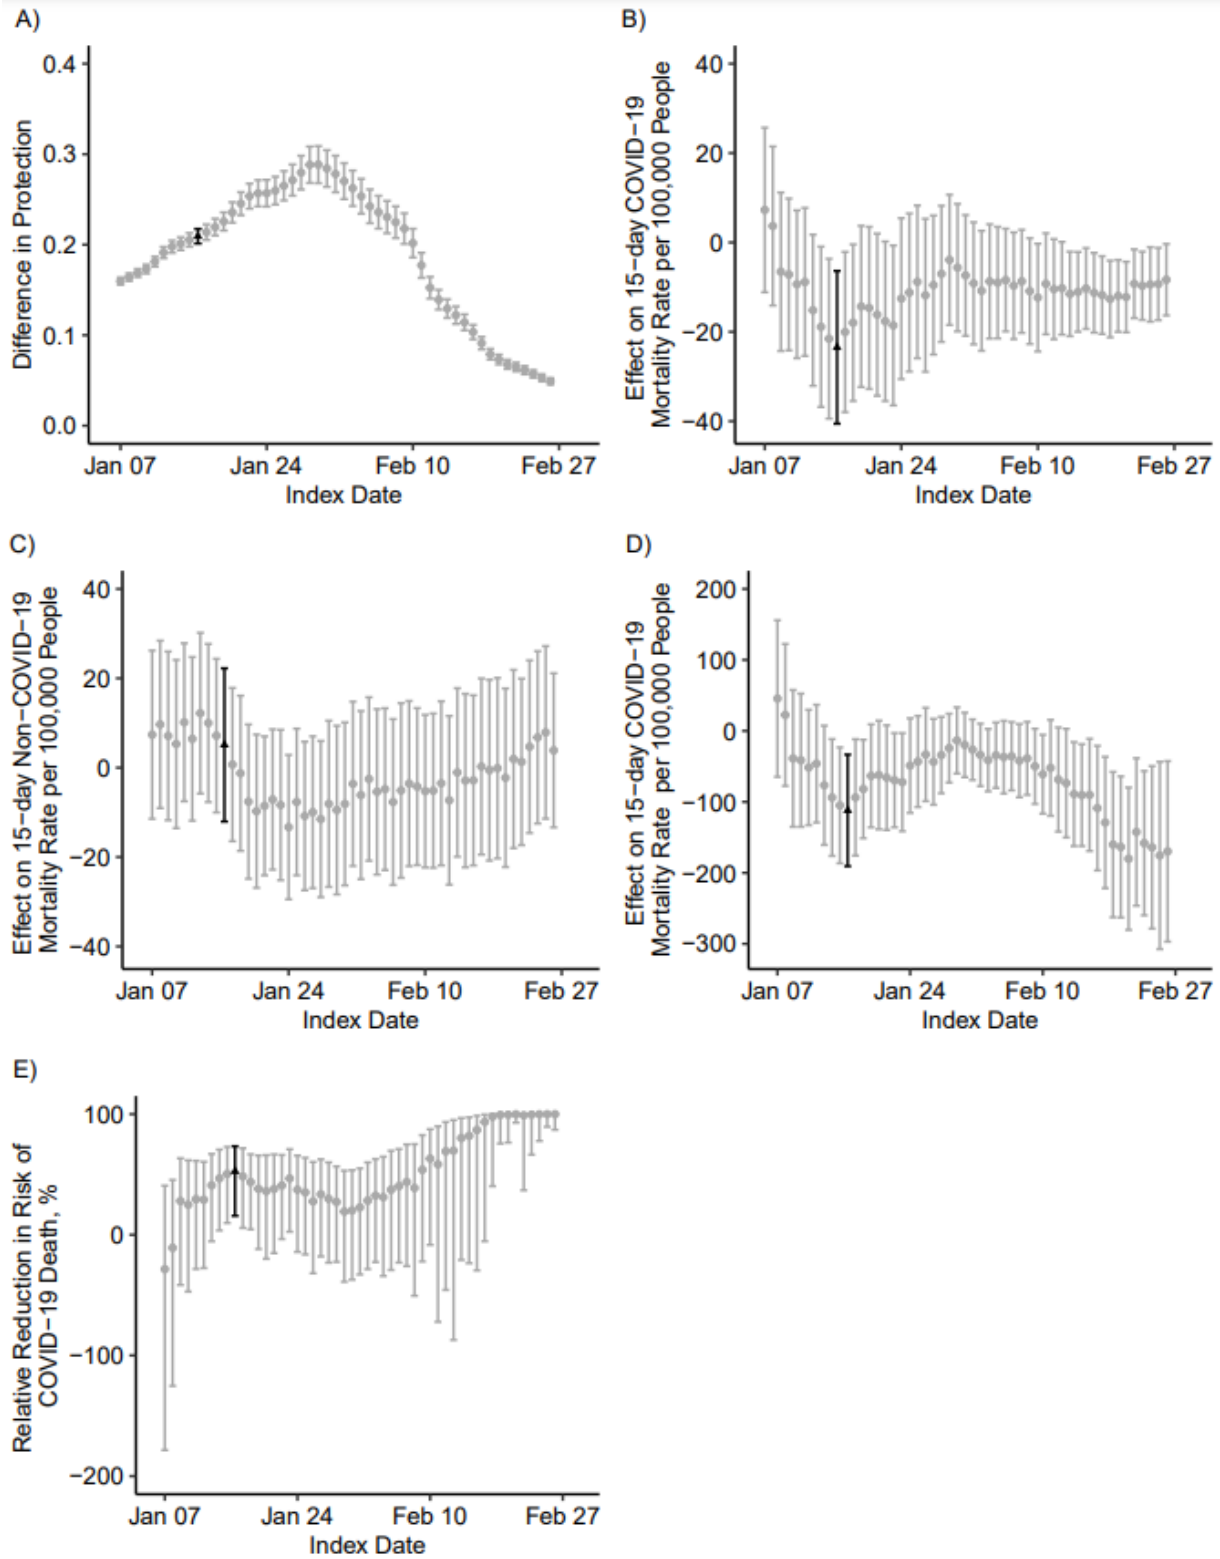 A)
Difference in Protection
0.4
0.3
0.2
0.1
0.0
Jan 07 Jan 24 Feb 10 Feb 27
Index Date
B)
Effect on 15−day COVID−19
Mortality Rate per 100,000 People
40
20
0
−20
−40
Jan 07 Jan 24 Feb 10 Feb 27
Index Date
C)
Effect on 15−day Non−COVID−19
Mortality Rate per 100,000 People
40
20
0
−20
−40
Jan 07 Jan 24 Feb 10 Feb 27
Index Date
D)
Effect on 15−day COVID−19
Mortality Rate per 100,000 People
200
100
0
−100
−200
−300
Jan 07 Jan 24 Feb 10 Feb 27
Index Date
E)
Relative Reduction in Risk of
COVID−19 Death, %
100
0
−100
−200
Jan 07 Jan 24 Feb 10 Feb 27
Index Date